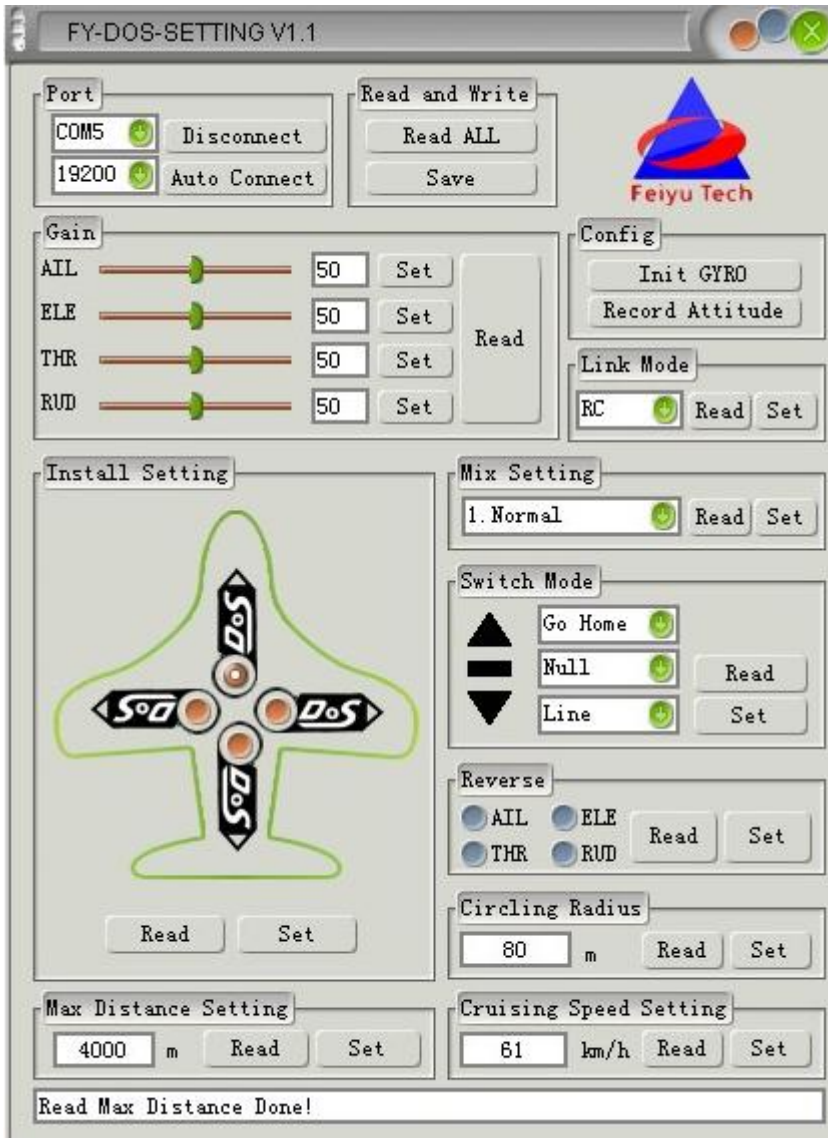 FY-DOS-SETTING V1.1
Port
COM5
Disconnect
19200
Auto Connect
Read and Write
Read ALL
Save
Feiyu Tech
Gain
AIL
50
Set
ELE
50
Set
THR
50
Set
RUD
50
Set
Read
Config
Init GYRO
Record Attitude
Link Mode
RC
Read
Set
Install Setting
DoS
DoS
DoS
DoS
Read
Set
Mix Setting
1.Normal
Read
Set
Switch Mode
Go Home
Null
Line
Read
Set
Reverse
AIL
ELE
THR
RUD
Read
Set
Circling Radius
80
m
Read
Set
Max Distance Setting
4000
m
Read
Set
Cruising Speed Setting
61
km/h
Read
Set
Read Max Distance Done!